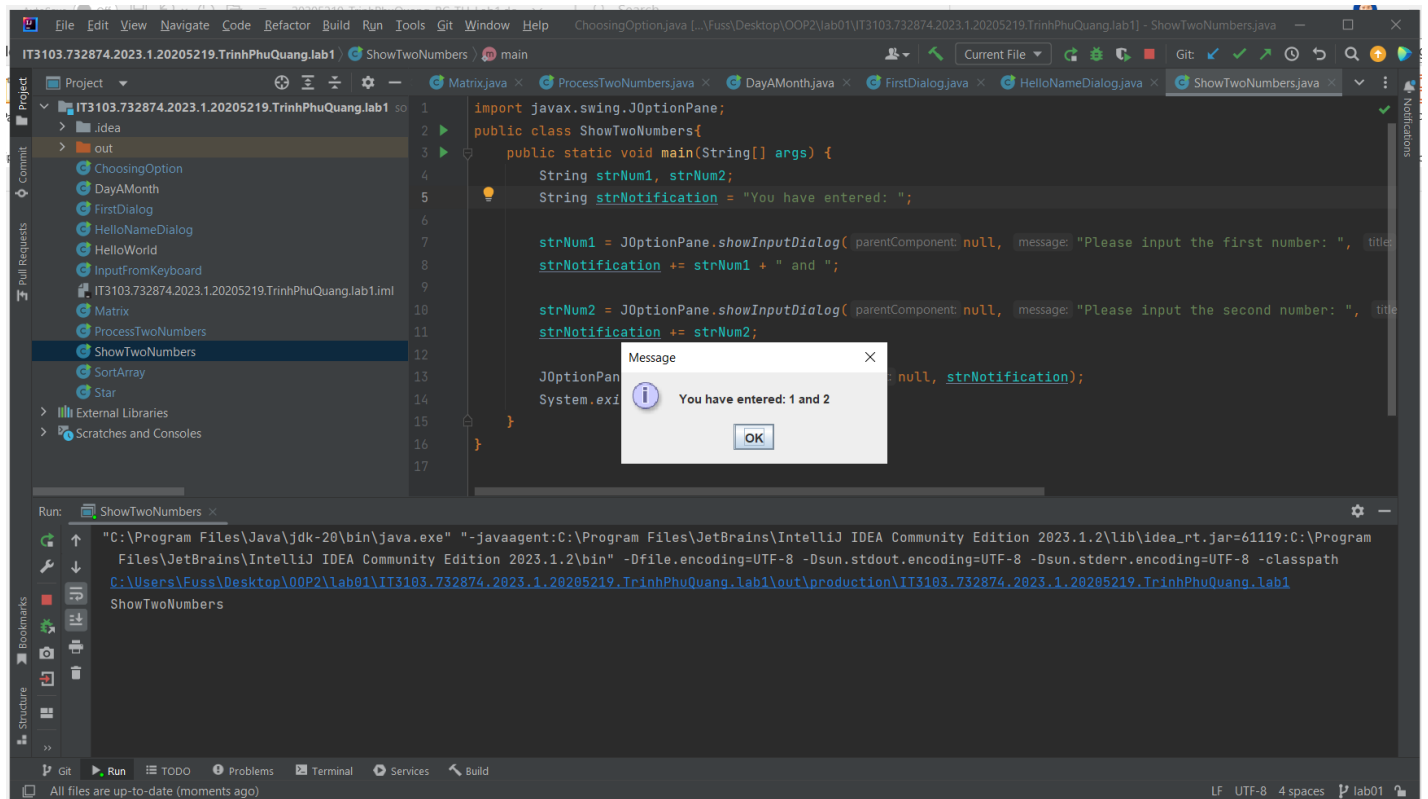 File Edit View Navigate Code Refactor Build Run Tools Git Window Help ChoosingOption.java [...\Fuss\Desktop\OOP2\lab01\IT3103.732874.2023.1.20205219.TrinhPhuQuang.lab1] - ShowTwoNumbers.java
IT3103.732874.2023.1.20205219.TrinhPhuQuang.lab1 ShowTwoNumbers main Current File Git:
Project Matrix.java ProcessTwoNumbers.java DayAMonth.java FirstDialog.java HelloNameDialog.java ShowTwoNumbers.java
Project
Commit
Pull Requests
Bookmarks
Structure
Notifications
IT3103.732874.2023.1.20205219.TrinhPhuQuang.lab1 so
.idea
out
ChoosingOption
DayAMonth
FirstDialog
HelloNameDialog
HelloWorld
InputFromKeyboard
IT3103.732874.2023.1.20205219.TrinhPhuQuang.lab1.iml
Matrix
ProcessTwoNumbers
ShowTwoNumbers
SortArray
Star
External Libraries
Scratches and Consoles
1 import javax.swing.JOptionPane;
2 public class ShowTwoNumbers{
3 public static void main(String[] args) {
4 String strNum1, strNum2;
5 String strNotification = "You have entered: ";
6
7 strNum1 = JOptionPane.showInputDialog( parentComponent: null, message: "Please input the first number: ", title:
8 strNotification += strNum1 + " and ";
9
10 strNum2 = JOptionPane.showInputDialog( parentComponent: null, message: "Please input the second number: ", title
11 strNotification += strNum2;
12
13 JOptionPan : null, strNotification);
14 System.exi
15 }
16 }
17
Message
You have entered: 1 and 2
OK
Run: ShowTwoNumbers
"C:\Program Files\Java\jdk-20\bin\java.exe" "-javaagent:C:\Program Files\JetBrains\IntelliJ IDEA Community Edition 2023.1.2\lib\idea_rt.jar=61119:C:\Program
Files\JetBrains\IntelliJ IDEA Community Edition 2023.1.2\bin" -Dfile.encoding=UTF-8 -Dsun.stdout.encoding=UTF-8 -Dsun.stderr.encoding=UTF-8 -classpath
C:\Users\Fuss\Desktop\OOP2\lab01\IT3103.732874.2023.1.20205219.TrinhPhuQuang.lab1\out\production\IT3103.732874.2023.1.20205219.TrinhPhuQuang.lab1
ShowTwoNumbers
Git Run TODO Problems Terminal Services Build
All files are up-to-date (moments ago) LF UTF-8 4 spaces lab01